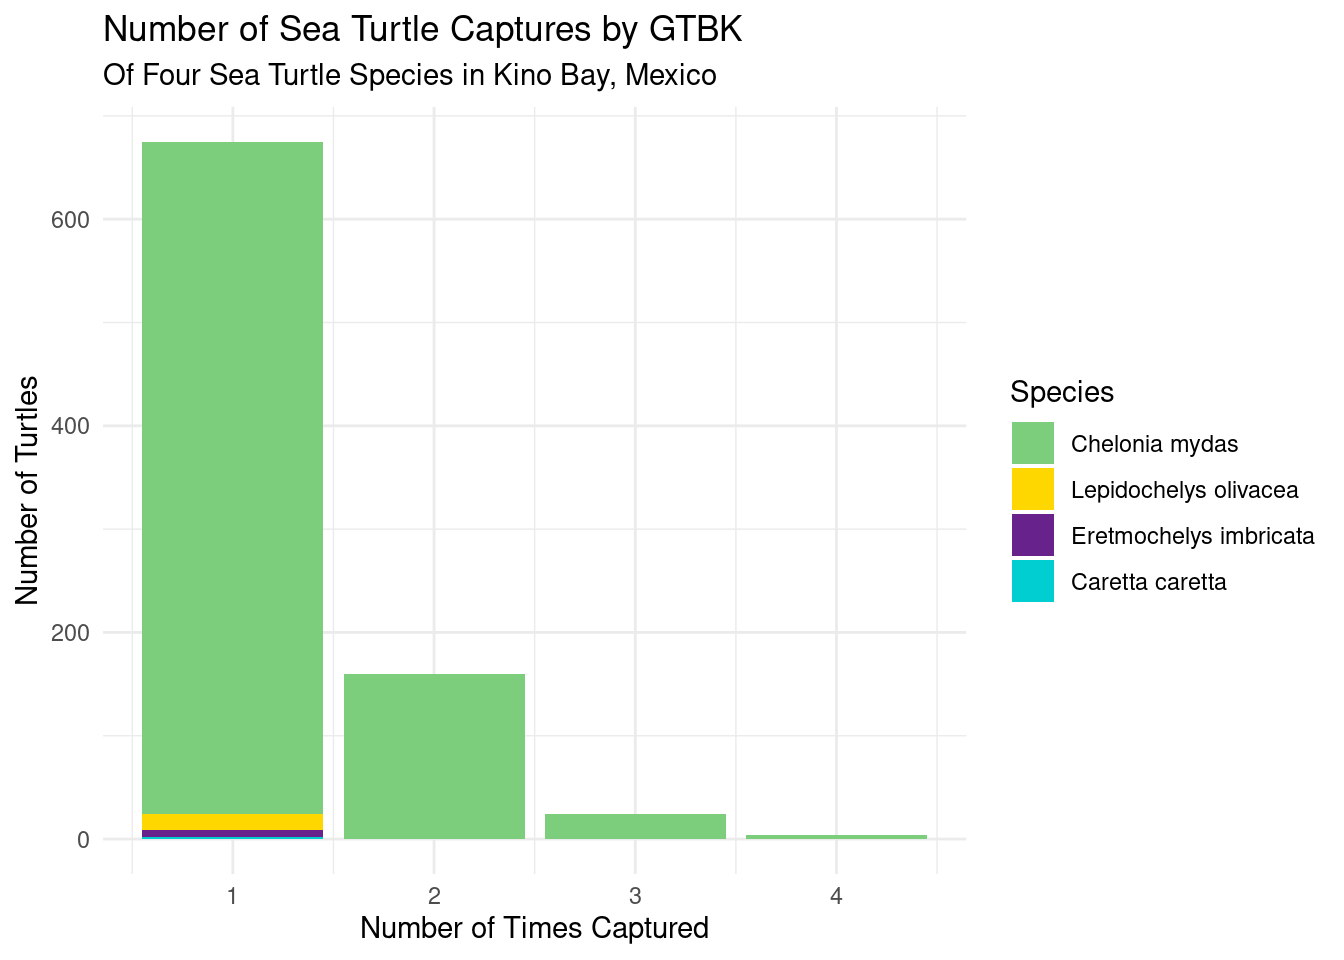 Number of Sea Turtle Captures by GTBK
Of Four Sea Turtle Species in Kino Bay, Mexico
Number of Turtles
600
400
200
0
1 2 3 4
Number of Times Captured
Species
Chelonia mydas
Lepidochelys olivacea
Eretmochelys imbricata
Caretta caretta